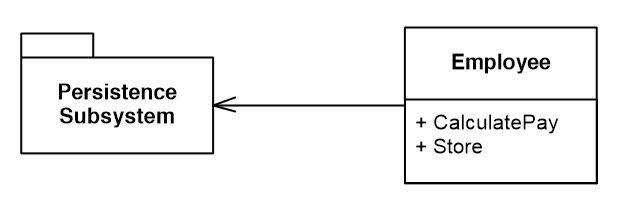 Persistence
Subsystem
Employee
+ CalculatePay
+ Store